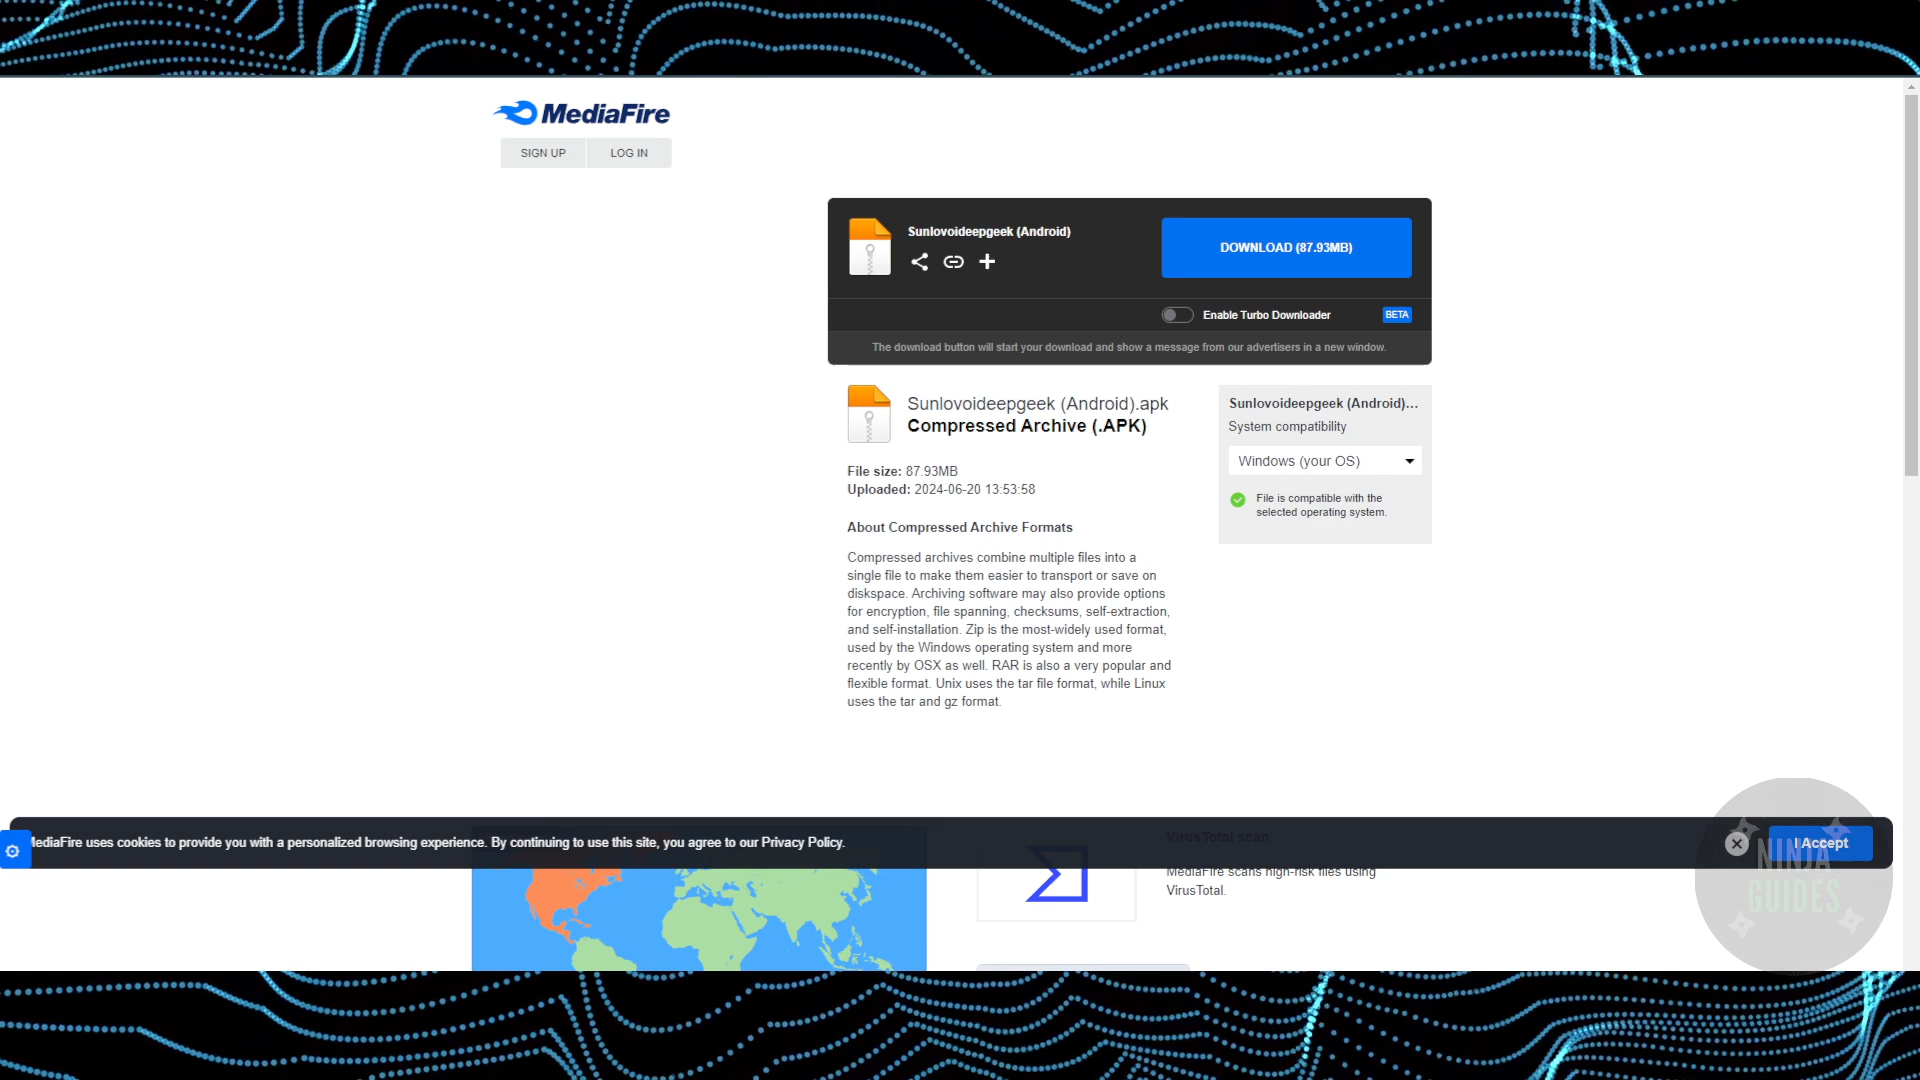 MediaFire
SIGN UP
LOG IN
Sunlovoideepgeek (Android)
DOWNLOAD (87.93MB)
Enable Turbo Downloader
BETA
The download button will start your download and show a message from our advertisers in a new window.
Sunlovoideepgeek (Android).apk
Compressed Archive (.APK)
File size: 87.93MB
Uploaded: 2024-06-20 13:53:58
About Compressed Archive Formats
Compressed archives combine multiple files into a
single file to make them easier to transport or save on
diskspace. Archiving software may also provide options
for encryption, file spanning, checksums, self-extraction,
and self-installation. Zip is the most-widely used format,
used by the Windows operating system and more
recently by OSX as well. RAR is also a very popular and
flexible format. Unix uses the tar file format, while Linux
uses the tar and gz format.
Sunlovoideepgeek (Android)...
System compatibility
Windows (your OS)
File is compatible with the
selected operating system.
MediaFire uses cookies to provide you with a personalized browsing experience. By continuing to use this site, you agree to our Privacy Policy.
I Accept
VirusTotal scan
MediaFire scans high-risk files using
VirusTotal.
NINJA
GUIDES